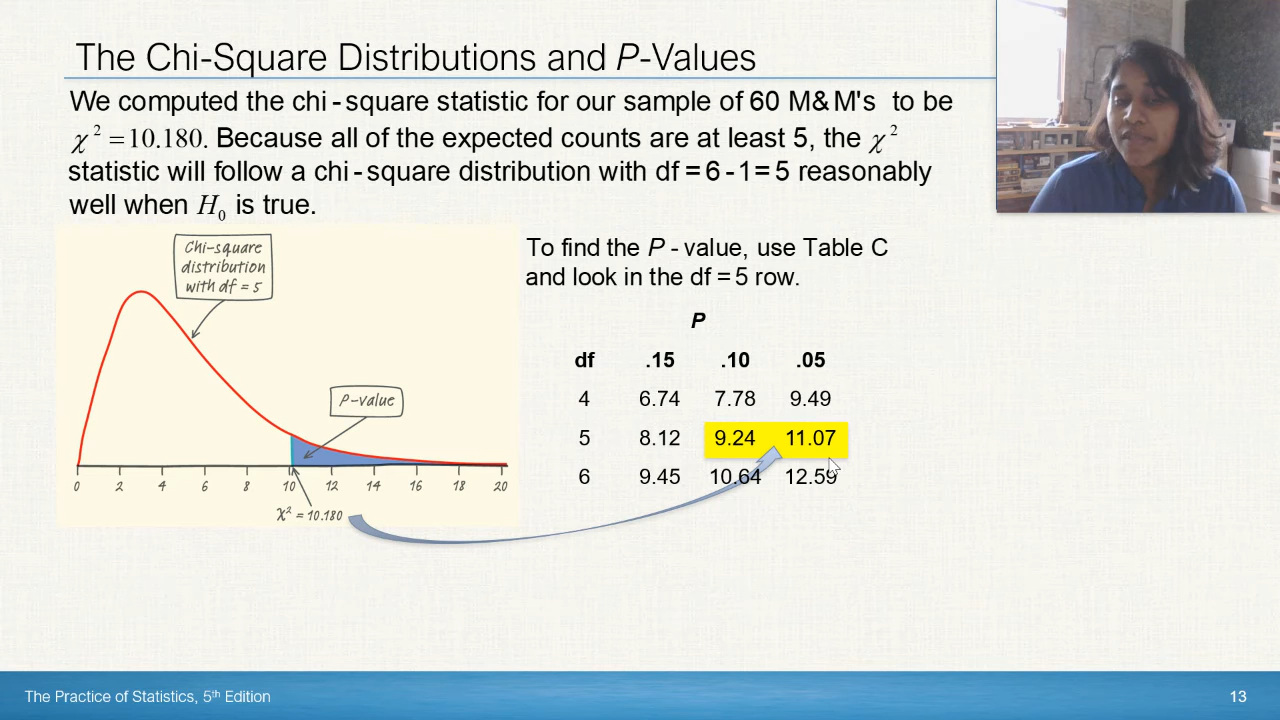 The Chi-Square Distributions and P-Values
We computed the chi-square statistic for our sample of 60 M&M's to be
χ² = 10.180. Because all of the expected counts are at least 5, the χ²
statistic will follow a chi-square distribution with df = 6 - 1 = 5 reasonably
well when H₀ is true.
Chi-square
distribution
with df = 5
P-value
0 2 4 6 8 10 12 14 16 18 20
χ² = 10.180
To find the P-value, use Table C
and look in the df = 5 row.
P
df .15 .10 .05
4 6.74 7.78 9.49
5 8.12 9.24 11.07
6 9.45 10.64 12.59
The Practice of Statistics, 5th Edition
13